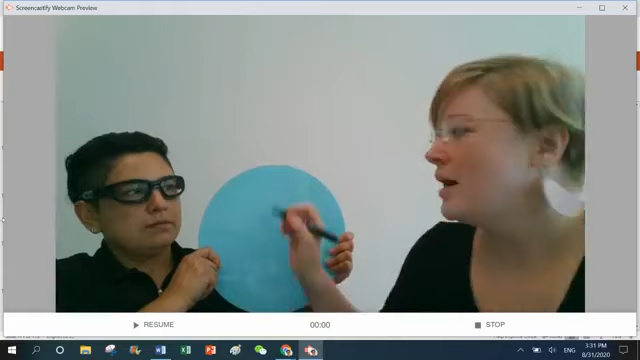 Screencastify Webcam Preview
RESUME
00:00
STOP
ENG
3:31 PM
8/31/2020